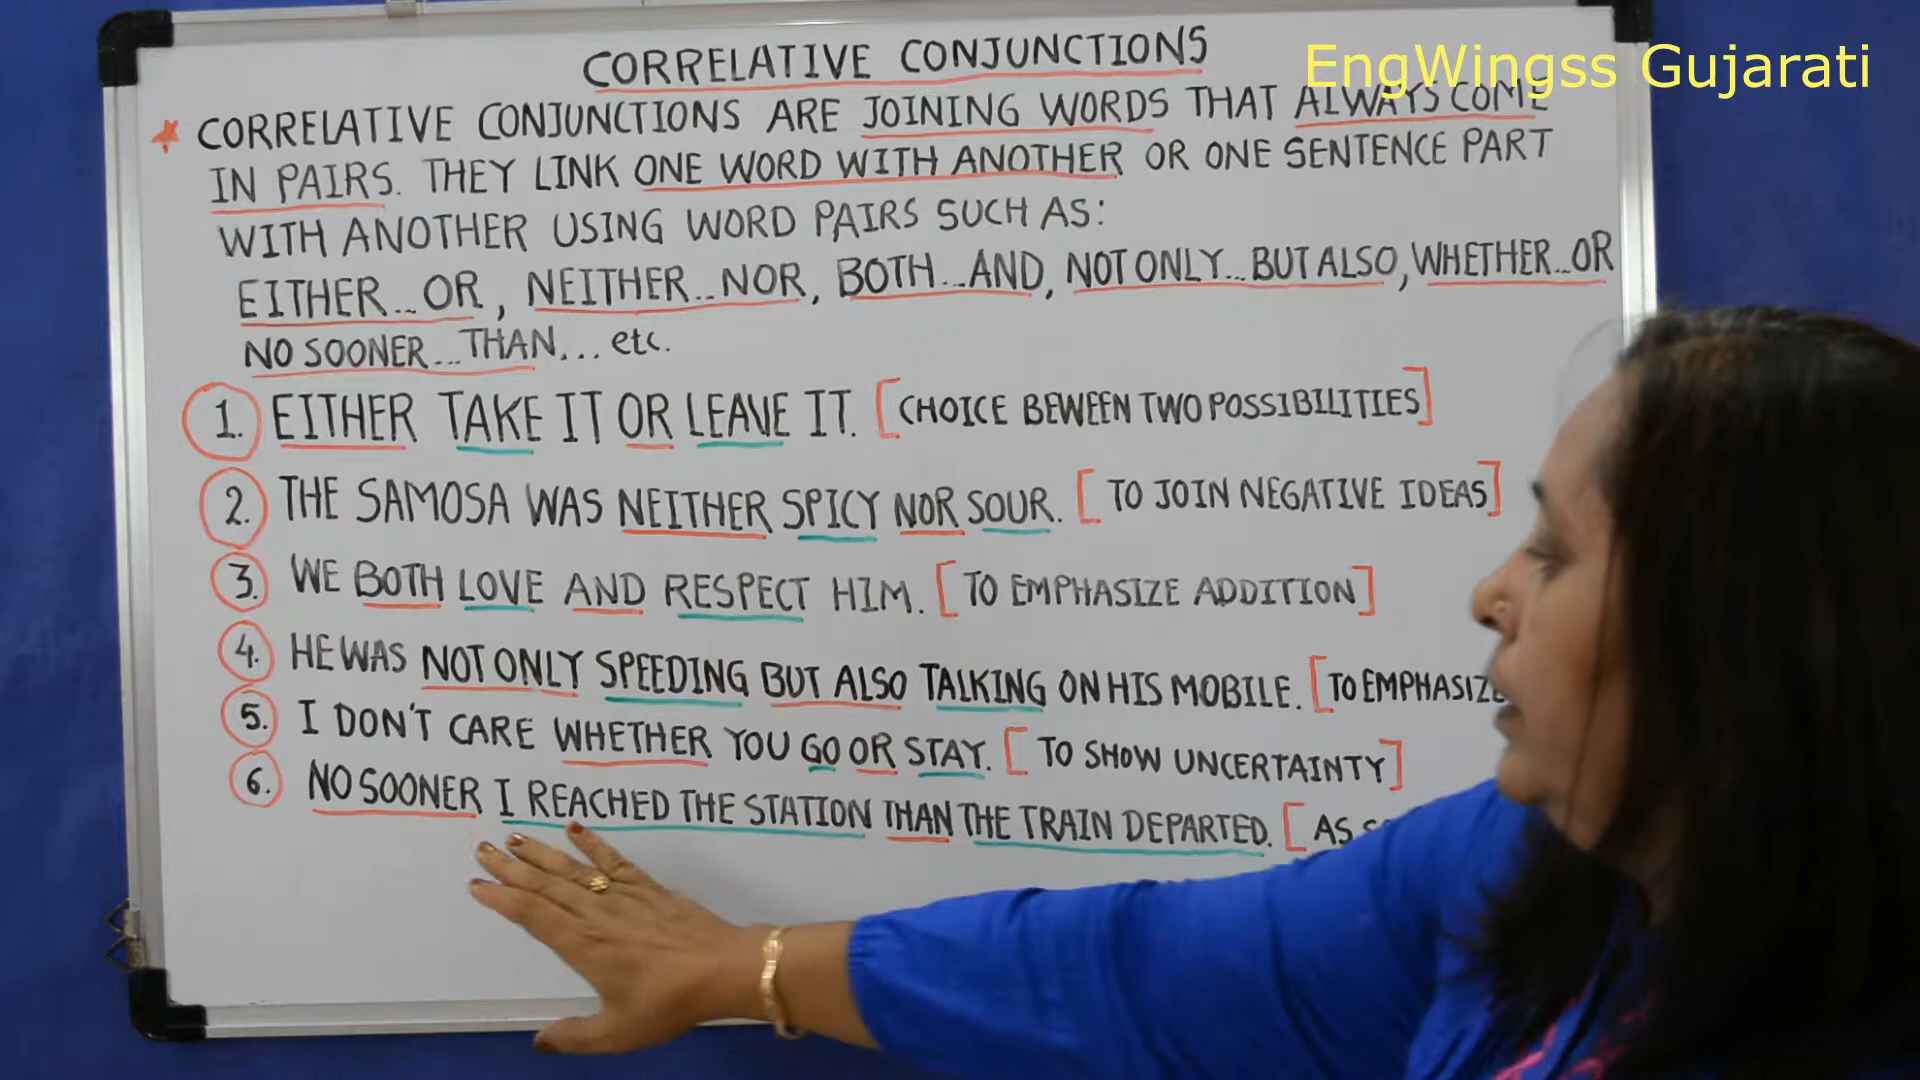 CORRELATIVE CONJUNCTIONS
EngWingss Gujarati
* CORRELATIVE CONJUNCTIONS ARE JOINING WORDS THAT ALWAYS COME
IN PAIRS. THEY LINK ONE WORD WITH ANOTHER OR ONE SENTENCE PART
WITH ANOTHER USING WORD PAIRS SUCH AS:
EITHER...OR, NEITHER...NOR, BOTH...AND, NOT ONLY...BUT ALSO, WHETHER...OR
NO SOONER...THAN... etc.
1. EITHER TAKE IT OR LEAVE IT. [CHOICE BEWEEN TWO POSSIBILITIES]
2. THE SAMOSA WAS NEITHER SPICY NOR SOUR. [TO JOIN NEGATIVE IDEAS]
3. WE BOTH LOVE AND RESPECT HIM. [TO EMPHASIZE ADDITION]
4. HE WAS NOT ONLY SPEEDING BUT ALSO TALKING ON HIS MOBILE. [TO EMPHASIZE
5. I DON'T CARE WHETHER YOU GO OR STAY. [TO SHOW UNCERTAINTY]
6. NO SOONER I REACHED THE STATION THAN THE TRAIN DEPARTED. [AS